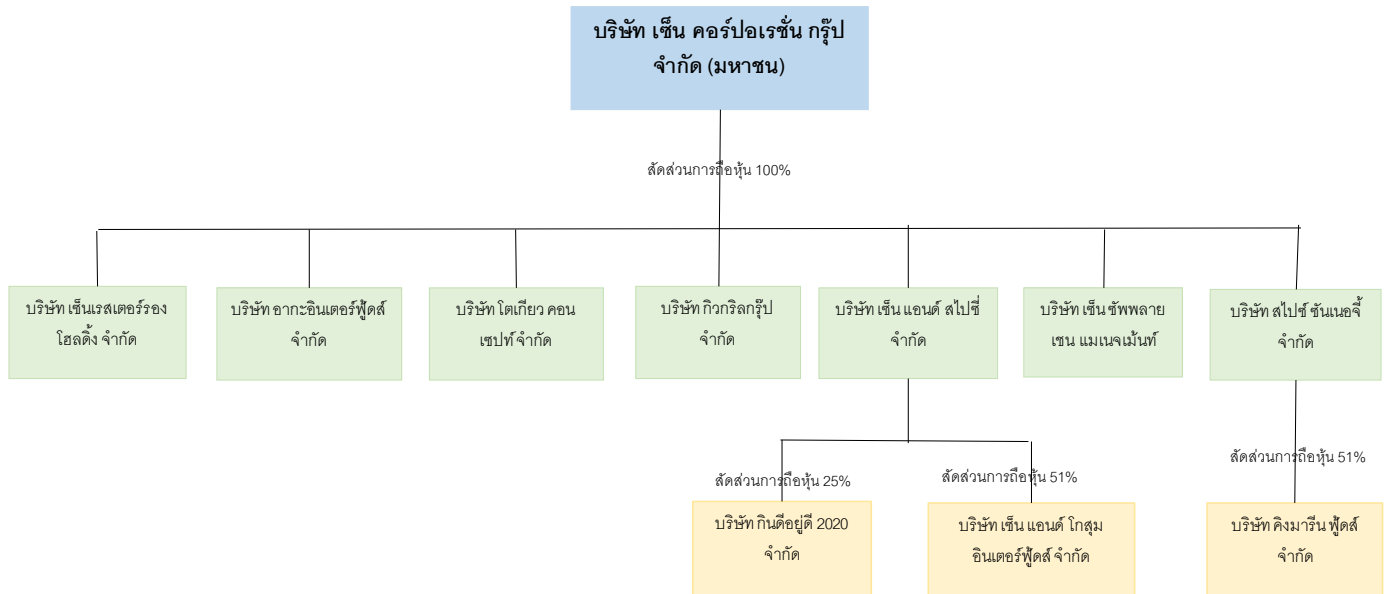 บริษัท เซ็น คอร์ปอเรชั่น กรุ๊ป
จำกัด (มหาชน)
สัดส่วนการถือหุ้น 100%
บริษัท เซ็นเรสเตอร์รอง
โฮลดิ้ง จำกัด
บริษัท อากะอินเตอร์ฟู้ดส์
จำกัด
บริษัท โตเกียว คอน
เซปท์ จำกัด
บริษัท กิวกริลกรุ๊ป
จำกัด
บริษัท เซ็น แอนด์ สไปซี่
จำกัด
บริษัท เซ็น ซัพพลาย
เชน แมเนจเม้นท์
บริษัท สไปซ์ ซันเนอจี้
จำกัด
สัดส่วนการถือหุ้น 25%
สัดส่วนการถือหุ้น 51%
สัดส่วนการถือหุ้น 51%
บริษัท กินดีอยู่ดี 2020
จำกัด
บริษัท เซ็น แอนด์ โกสุม
อินเตอร์ฟู้ดส์ จำกัด
บริษัท คิงมารีน ฟู้ดส์
จำกัด